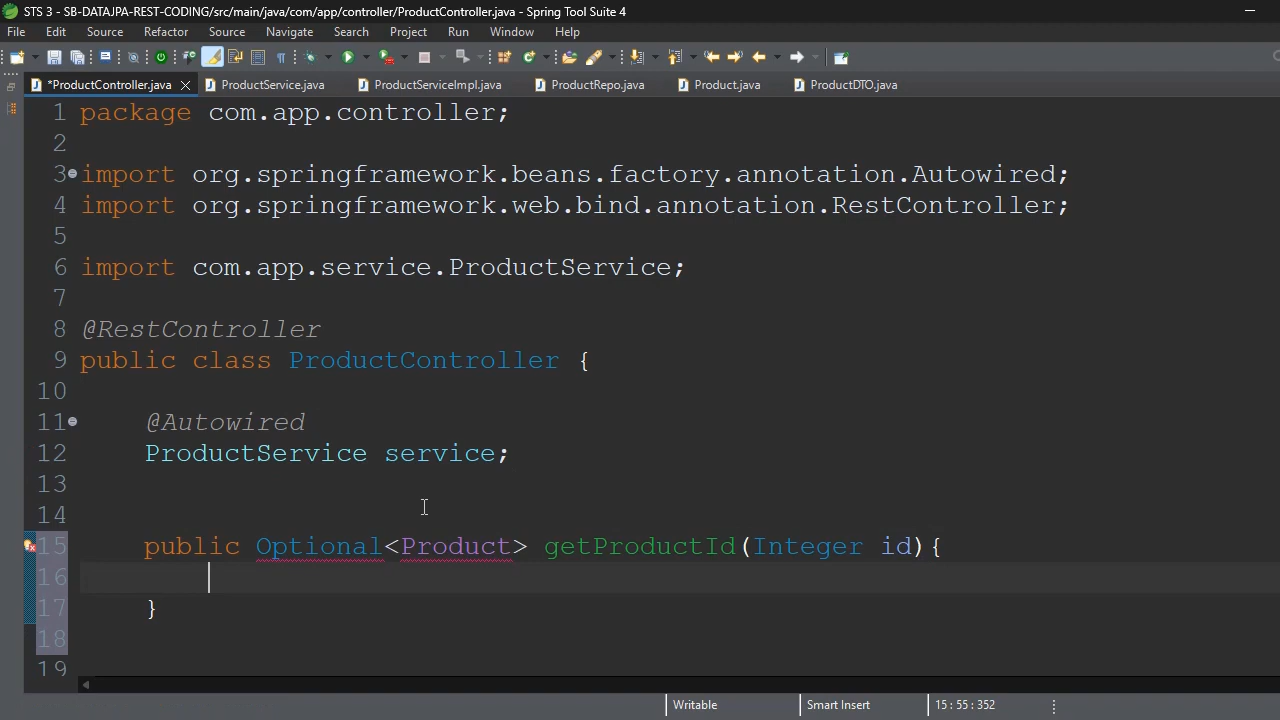 STS 3 - SB-DATAJPA-REST-CODING/src/main/java/com/app/controller/ProductController.java - Spring Tool Suite 4
File Edit Source Refactor Source Navigate Search Project Run Window Help
*ProductController.java ProductService.java ProductServiceImpl.java ProductRepo.java Product.java ProductDTO.java
1 package com.app.controller;
2
3 import org.springframework.beans.factory.annotation.Autowired;
4 import org.springframework.web.bind.annotation.RestController;
5
6 import com.app.service.ProductService;
7
8 @RestController
9 public class ProductController {
10
11 @Autowired
12 ProductService service;
13
14
15 public Optional<Product> getProductId(Integer id){
16
17 }
18
19
Writable Smart Insert 15 : 55 : 352